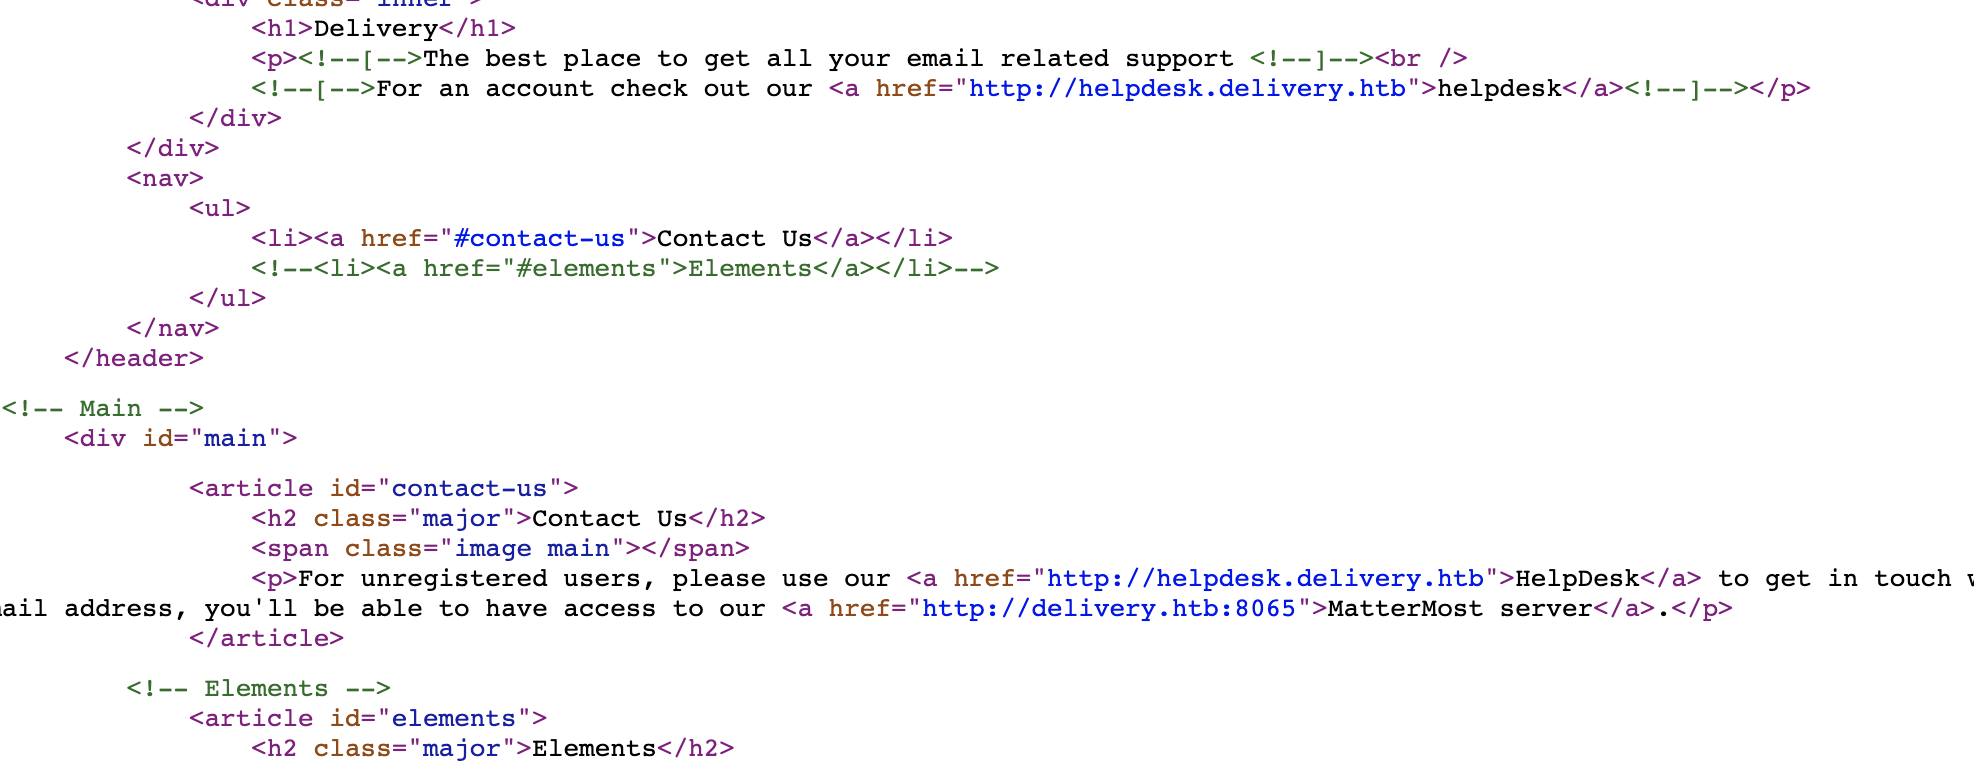 <div class="inner">
<h1>Delivery</h1>
<p><!--[-->The best place to get all your email related support <!--]--><br />
<!--[-->For an account check out our <a href="http://helpdesk.delivery.htb">helpdesk</a><!--]--></p>
</div>
</div>
<nav>
<ul>
<li><a href="#contact-us">Contact Us</a></li>
<!--<li><a href="#elements">Elements</a></li>-->
</ul>
</nav>
</header>
<!-- Main -->
<div id="main">
<article id="contact-us">
<h2 class="major">Contact Us</h2>
<span class="image main"></span>
<p>For unregistered users, please use our <a href="http://helpdesk.delivery.htb">HelpDesk</a> to get in touch
ail address, you'll be able to have access to our <a href="http://delivery.htb:8065">MatterMost server</a>.</p>
</article>
<!-- Elements -->
<article id="elements">
<h2 class="major">Elements</h2>